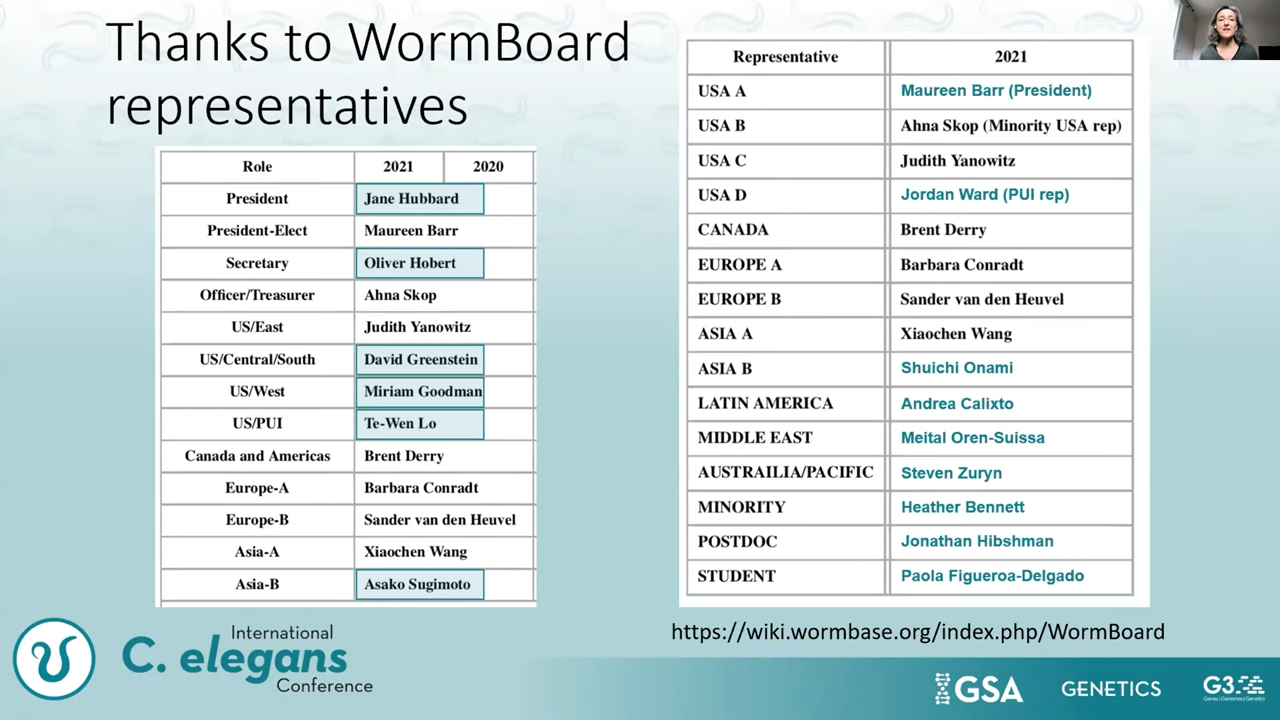 Thanks to WormBoard
representatives
Role 2021 2020
President Jane Hubbard
President-Elect Maureen Barr
Secretary Oliver Hobert
Officer/Treasurer Ahna Skop
US/East Judith Yanowitz
US/Central/South David Greenstein
US/West Miriam Goodman
US/PUI Te-Wen Lo
Canada and Americas Brent Derry
Europe-A Barbara Conradt
Europe-B Sander van den Heuvel
Asia-A Xiaochen Wang
Asia-B Asako Sugimoto
Representative 2021
USA A Maureen Barr (President)
USA B Ahna Skop (Minority USA rep)
USA C Judith Yanowitz
USA D Jordan Ward (PUI rep)
CANADA Brent Derry
EUROPE A Barbara Conradt
EUROPE B Sander van den Heuvel
ASIA A Xiaochen Wang
ASIA B Shuichi Onami
LATIN AMERICA Andrea Calixto
MIDDLE EAST Meital Oren-Suissa
AUSTRAILIA/PACIFIC Steven Zuryn
MINORITY Heather Bennett
POSTDOC Jonathan Hibshman
STUDENT Paola Figueroa-Delgado
https://wiki.wormbase.org/index.php/WormBoard
International
C. elegans
Conference
GSA GENETICS G3
Genes | Genomes | Genetics